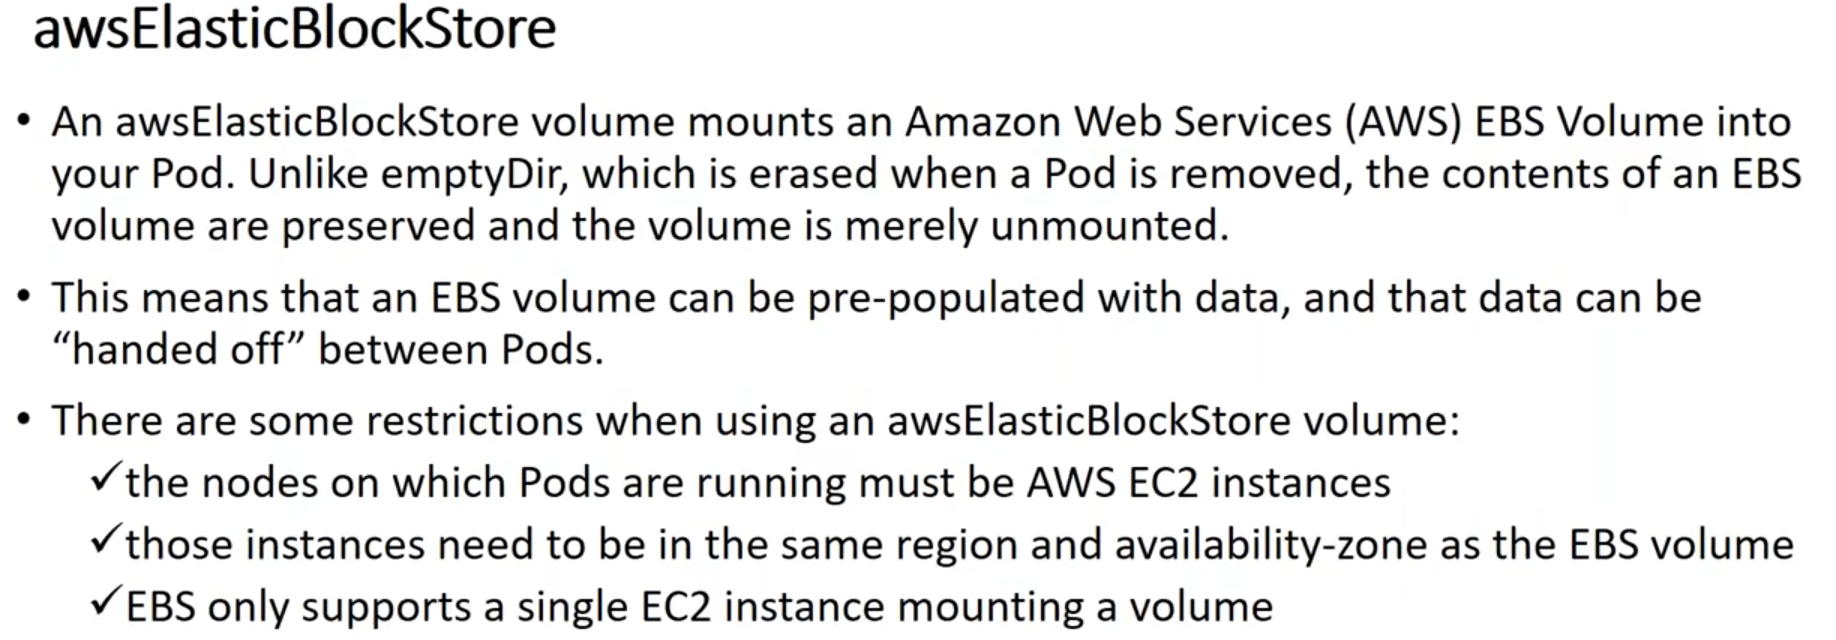 awsElasticBlockStore
• An awsElasticBlockStore volume mounts an Amazon Web Services (AWS) EBS Volume into
your Pod. Unlike emptyDir, which is erased when a Pod is removed, the contents of an EBS
volume are preserved and the volume is merely unmounted.
• This means that an EBS volume can be pre-populated with data, and that data can be
“handed off” between Pods.
• There are some restrictions when using an awsElasticBlockStore volume:
✓the nodes on which Pods are running must be AWS EC2 instances
✓those instances need to be in the same region and availability-zone as the EBS volume
✓EBS only supports a single EC2 instance mounting a volume